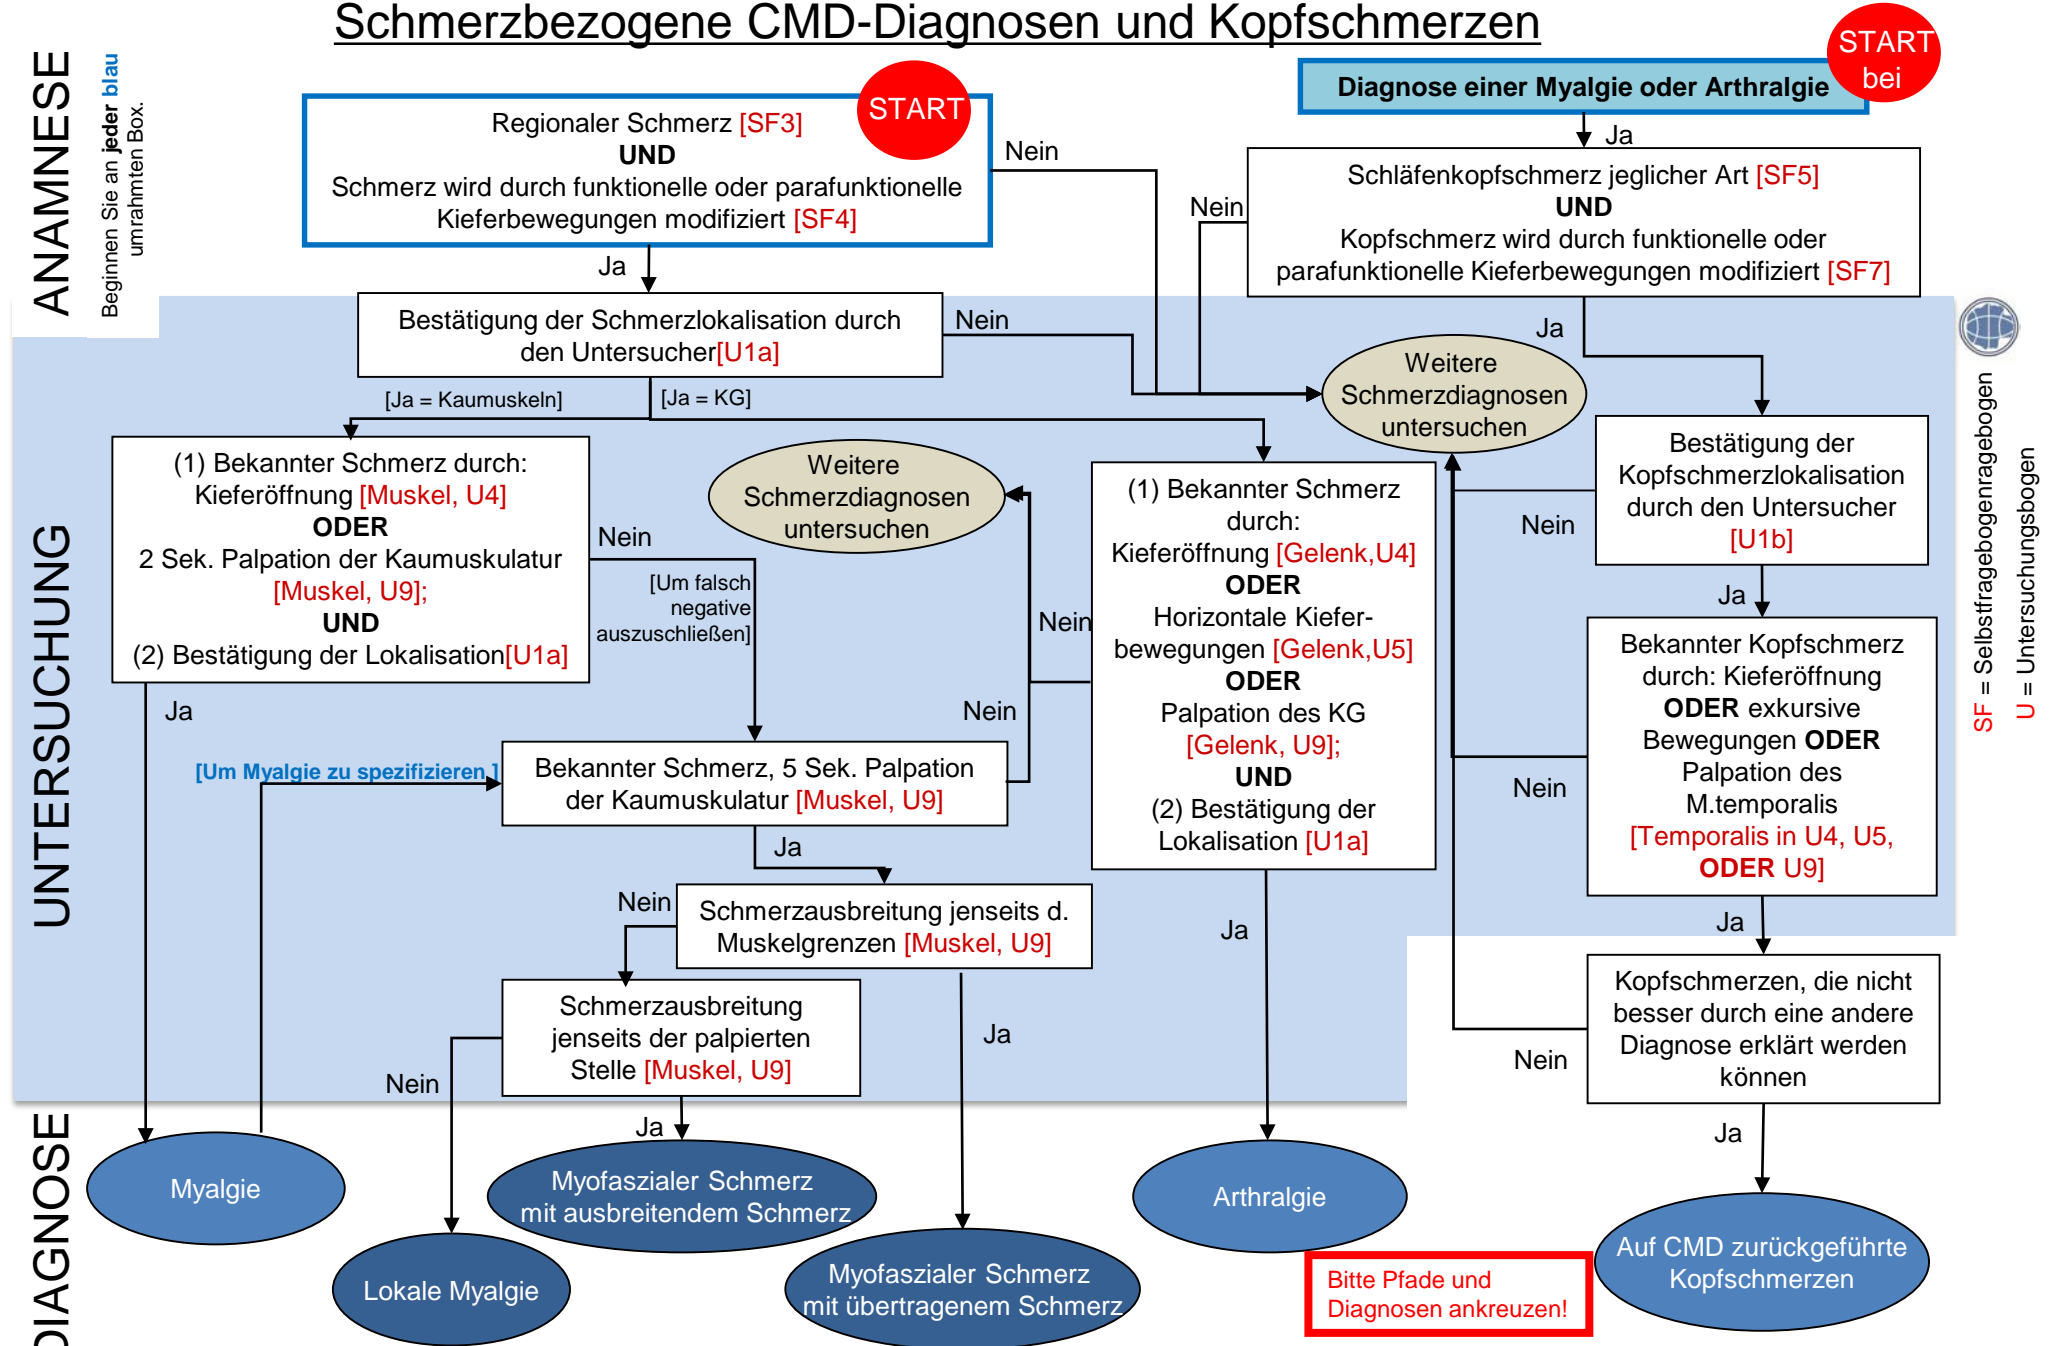 Schmerzbezogene CMD-Diagnosen und Kopfschmerzen
ANAMNESE
Beginnen Sie an jeder blau
umrahmten Box.
START
Regionaler Schmerz [SF3]
UND
Schmerz wird durch funktionelle oder parafunktionelle
Kieferbewegungen modifiziert [SF4]
Nein
Ja
START
bei
Diagnose einer Myalgie oder Arthralgie
Ja
Schläfenkopfschmerz jeglicher Art [SF5]
UND
Kopfschmerz wird durch funktionelle oder
parafunktionelle Kieferbewegungen modifiziert [SF7]
Nein
Ja
UNTERSUCHUNG
Bestätigung der Schmerzlokalisation durch
den Untersucher[U1a]
Nein
[Ja = Kaumuskeln]
[Ja = KG]
Weitere
Schmerzdiagnosen
untersuchen
(1) Bekannter Schmerz durch:
Kieferöffnung [Muskel, U4]
ODER
2 Sek. Palpation der Kaumuskulatur
[Muskel, U9];
UND
(2) Bestätigung der Lokalisation[U1a]
Nein
[Um falsch
negative
auszuschließen]
Ja
Weitere
Schmerzdiagnosen
untersuchen
(1) Bekannter Schmerz
durch:
Kieferöffnung [Gelenk,U4]
ODER
Horizontale Kiefer-
bewegungen [Gelenk,U5]
ODER
Palpation des KG
[Gelenk, U9];
UND
(2) Bestätigung der
Lokalisation [U1a]
Nein
Ja
Bestätigung der
Kopfschmerzlokalisation
durch den Untersucher
[U1b]
Nein
Ja
Bekannter Kopfschmerz
durch: Kieferöffnung
ODER exkursive
Bewegungen ODER
Palpation des
M.temporalis
[Temporalis in U4, U5,
ODER U9]
Nein
Ja
[Um Myalgie zu spezifizieren ]
Bekannter Schmerz, 5 Sek. Palpation
der Kaumuskulatur [Muskel, U9]
Nein
Ja
Schmerzausbreitung jenseits d.
Muskelgrenzen [Muskel, U9]
Nein
Ja
Schmerzausbreitung
jenseits der palpierten
Stelle [Muskel, U9]
Nein
Ja
Kopfschmerzen, die nicht
besser durch eine andere
Diagnose erklärt werden
können
Nein
Ja
SF = Selbstfragebogenragebogen
U = Untersuchungsbogen
DIAGNOSE
Myalgie
Lokale Myalgie
Myofaszialer Schmerz
mit ausbreitendem Schmerz
Myofaszialer Schmerz
mit übertragenem Schmerz
Arthralgie
Auf CMD zurückgeführte
Kopfschmerzen
Bitte Pfade und
Diagnosen ankreuzen!